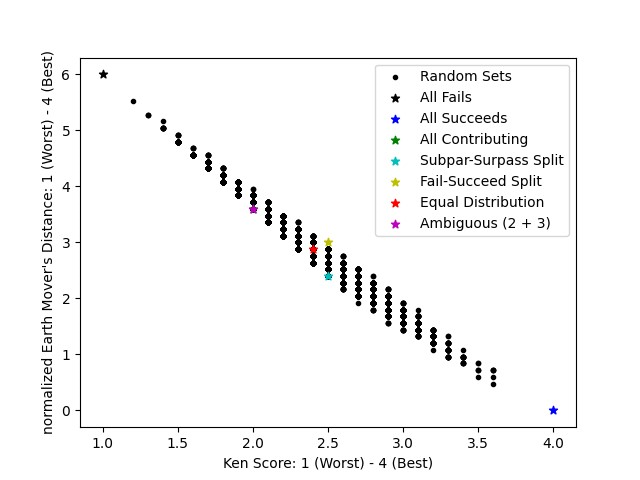 normalized Earth Mover's Distance: 1 (Worst) - 4 (Best)
6
5
4
3
2
1
0
Random Sets
All Fails
All Succeeds
All Contributing
Subpar-Surpass Split
Fail-Succeed Split
Equal Distribution
Ambiguous (2 + 3)
1.0 1.5 2.0 2.5 3.0 3.5 4.0
Ken Score: 1 (Worst) - 4 (Best)